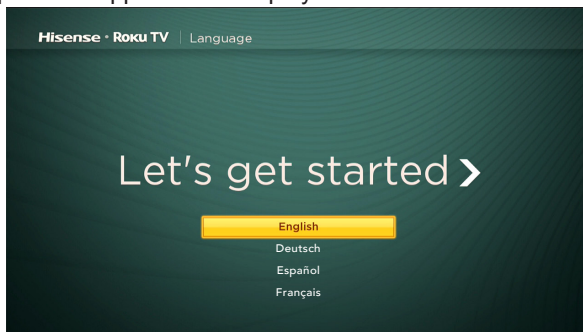 Hisense · Roku TV | Language
Let's get started >
English
Deutsch
Español
Français